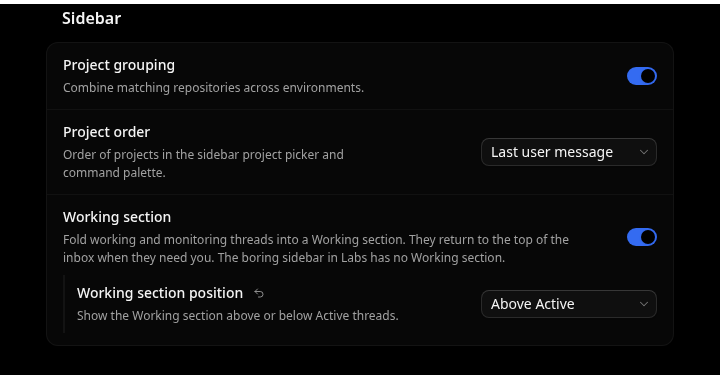 Sidebar
Project grouping
Combine matching repositories across environments.
Project order
Order of projects in the sidebar project picker and
command palette.
Last user message
Working section
Fold working and monitoring threads into a Working section. They return to the top of the
inbox when they need you. The boring sidebar in Labs has no Working section.
Working section position
Show the Working section above or below Active threads.
Above Active